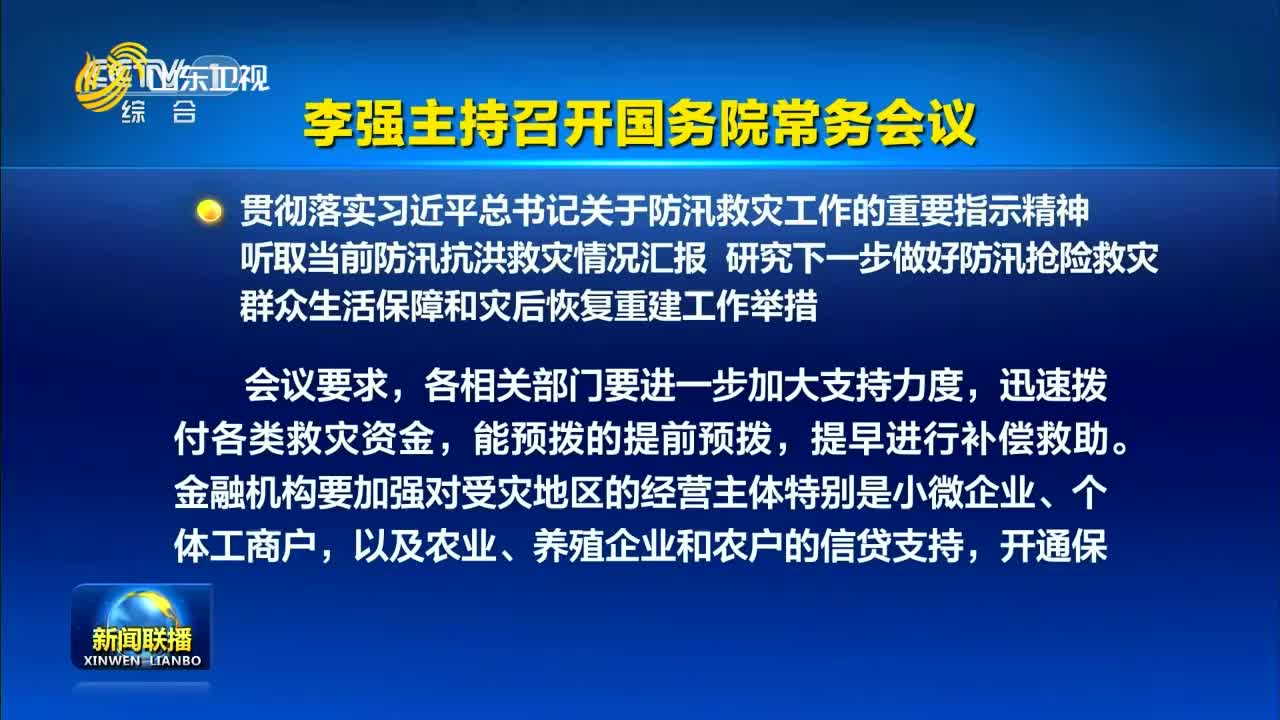 山东卫视
综合
李强主持召开国务院常务会议
贯彻落实习近平总书记关于防汛救灾工作的重要指示精神
听取当前防汛抗洪救灾情况汇报 研究下一步做好防汛抢险救灾
群众生活保障和灾后恢复重建工作举措
会议要求，各相关部门要进一步加大支持力度，迅速拨
付各类救灾资金，能预拨的提前预拨，提早进行补偿救助。
金融机构要加强对受灾地区的经营主体特别是小微企业、个
体工商户，以及农业、养殖企业和农户的信贷支持，开通保
新闻联播
XINWEN LIANBO